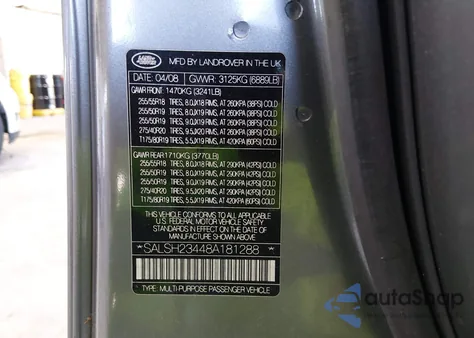 LAND ROVER
MFD BY LANDROVER IN THE UK
DATE: 04/08 GVWR: 3125KG (6889LB)
GAWR FRONT: 1470KG (3241LB)
255/55R18 TIRES, 8.0JX18 RIMS, AT 260KPA (38PSI) COLD
255/50R19 TIRES, 9.0JX19 RIMS, AT 260KPA (38PSI) COLD
255/50R19 TIRES, 8.0JX19 RIMS, AT 260KPA (38PSI) COLD
275/40R20 TIRES, 9.5JX20 RIMS, AT 260KPA (38PSI) COLD
T175/80R19 TIRES, 5.5JX19 RIMS, AT 420KPA (60PSI) COLD
GAWR REAR 1710KG (3770LB)
255/55R18 TIRES, 8.0JX18 RIMS, AT 290KPA (42PSI) COLD
255/50R19 TIRES, 9.0JX19 RIMS, AT 290KPA (42PSI) COLD
255/50R19 TIRES, 8.0JX19 RIMS, AT 290KPA (42PSI) COLD
275/40R20 TIRES, 9.5JX20 RIMS, AT 290KPA (42PSI) COLD
T175/80R19 TIRES, 5.5JX19 RIMS, AT 420KPA (60PSI) COLD
THIS VEHICLE CONFORMS TO ALL APPLICABLE
U.S. FEDERAL MOTOR VEHICLE SAFETY
STANDARDS IN EFFECT ON THE DATE OF
MANUFACTURE SHOWN ABOVE
*SALSH23448A181288*
TYPE: MULTI-PURPOSE PASSENGER VEHICLE
autoSnap